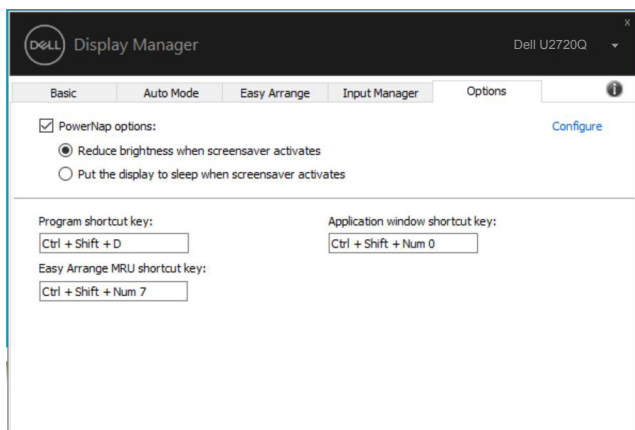 x
DELL Display Manager Dell U2720Q
Basic Auto Mode Easy Arrange Input Manager Options
PowerNap options: Configure
Reduce brightness when screensaver activates
Put the display to sleep when screensaver activates
Program shortcut key: Application window shortcut key:
Ctrl + Shift + D Ctrl + Shift + Num 0
Easy Arrange MRU shortcut key:
Ctrl + Shift + Num 7